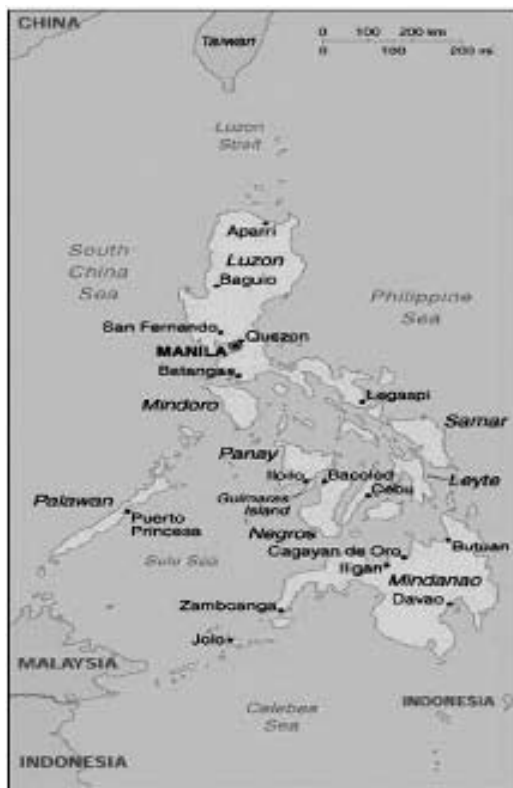 CHINA
Taiwan
0 100 200 km
0 100 200 mi
Luzon
Strait
Aparri
Luzon
South
China
Sea
Baguio
Philippine
Sea
San Fernando
Quezon
MANILA
Batangas
Legaspi
Mindoro
Samar
Panay
Iloilo
Bacolod
Cebu
Leyte
Guimaras
Island
Palawan
Puerto
Princesa
Negros
Cagayan de Oro
Butuan
Iligan
Sulu Sea
Mindanao
Davao
Zamboanga
Jolo
MALAYSIA
INDONESIA
Celebes
Sea
INDONESIA